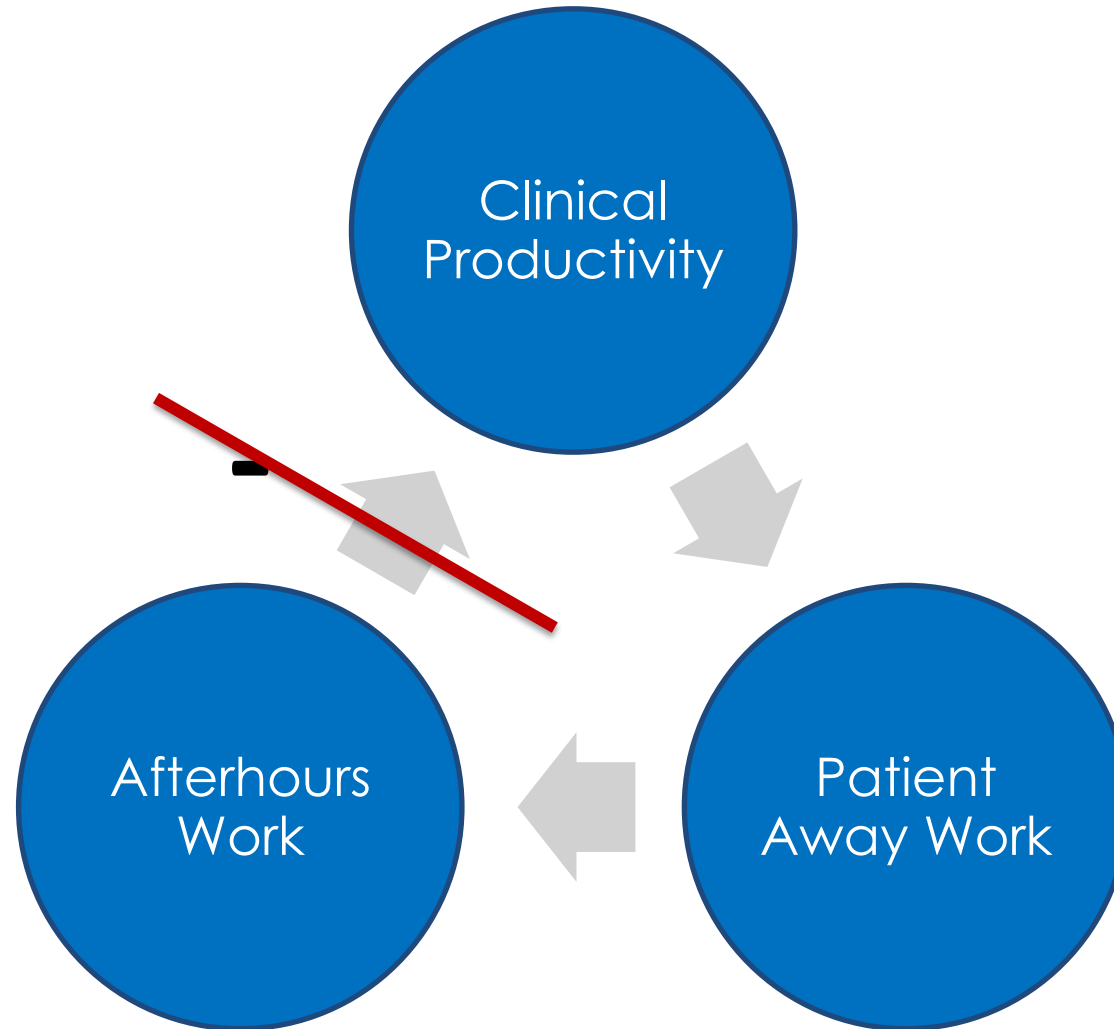 Clinical
Productivity
-
Afterhours
Work
Patient
Away Work